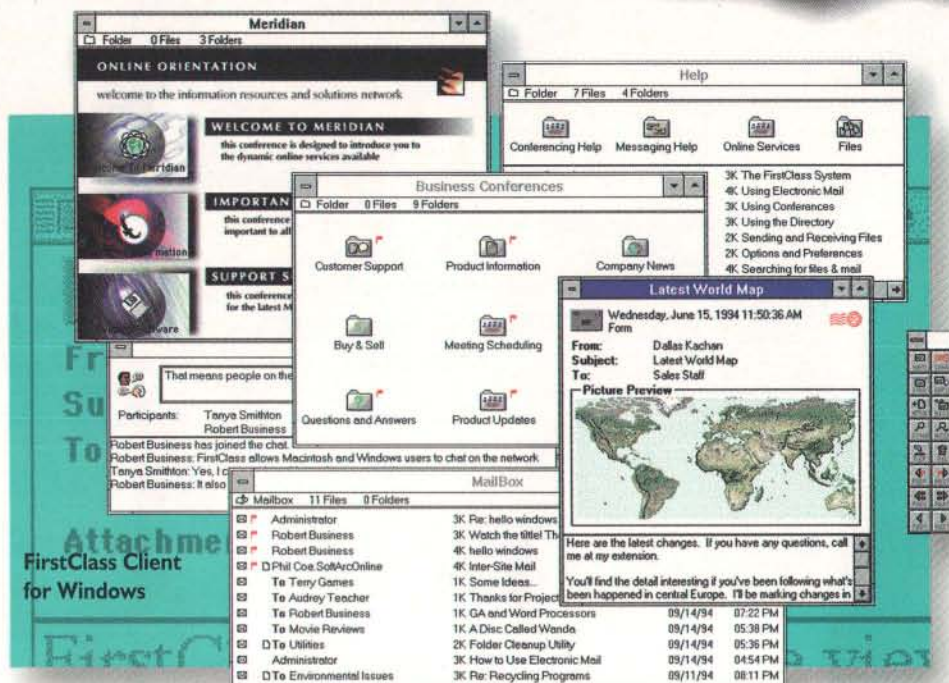 Meridian
Folder 0 Files 3 Folders
ONLINE ORIENTATION
welcome to the information resources and solutions network
WELCOME TO MERIDIAN
this conference is designed to introduce you to
the dynamic online services available
IMPORTAN
this conference
important to all
SUPPORT S
this conference
for the latest M
Help
Folder 7 Files 4 Folders
Conferencing Help Messaging Help Online Services Files
3K The FirstClass System
4K Using Electronic Mail
3K Using Conferences
3K Using the Directory
2K Sending and Receiving Files
2K Options and Preferences
4K Searching for files & mail
Business Conferences
Folder 0 Files 9 Folders
Customer Support Product Information Company News
Buy & Sell Meeting Scheduling
Questions and Answers Product Updates
Latest World Map
Wednesday, June 15, 1994 11:50:36 AM
Form
From: Dallas Kachan
Subject: Latest World Map
To: Sales Staff
Picture Preview
Here are the latest changes. If you have any questions, call
me at my extension.
You'll find the detail interesting if you've been following what's
been happened in central Europe. I'll be marking changes in
That means people on the
Participants: Tanya Smithton
Robert Business
Robert Business has joined the chat.
Robert Business: FirstClass allows Macintosh and Windows users to chat on the network
Tanya Smithton: Yes, I c
Robert Business: It also
MailBox
Mailbox 11 Files 0 Folders
Administrator 3K Re: hello windows
Robert Business 3K Watch the title! Th
Robert Business 4K hello windows
Phil Coe,SoftArcOnline 4K Inter-Site Mail
To Terry Games 1K Some Ideas...
To Audrey Teacher 1K Thanks for Project
To Robert Business 1K GA and Word Processors 09/14/94 07:22 PM
To Movie Reviews 1K A Disc Called Wanda 09/14/94 05:38 PM
To Utilities 2K Folder Cleanup Utility 09/14/94 05:36 PM
Administrator 3K How to Use Electronic Mail 09/14/94 04:54 PM
To Environmental Issues 3K Re: Recycling Programs 09/11/94 08:11 PM
Fr
Su
To
Attachme
FirstClass Client
for Windows
FirstC
e view